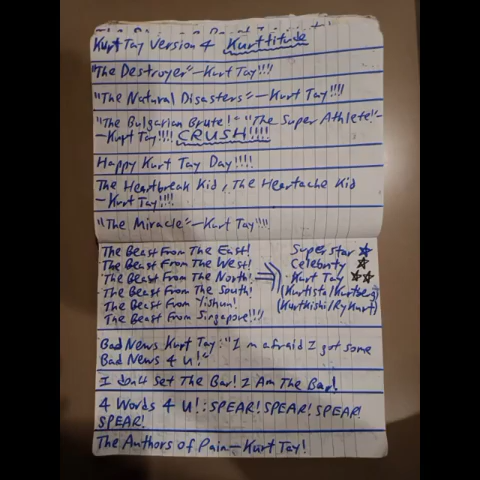 Kurt Tay Version 4 Kurttitude
"The Destroyer"-Kurt Tay!!!!
"The Natural Disasters"-Kurt Tay!!!!
"The Bulgarian Brute!" "The Super Athlete!"-
-Kurt Tay!!!! CRUSH!!!!
Happy Kurt Tay Day!!!!
The Heartbreak Kid, The Heartache Kid
-Kurt Tay!!!!
"The Miracle"-Kurt Tay!!!!
The Beast From The East!
The Beast From The West!
The Beast From The North!
The Beast From The South!
The Beast From Yishun!
The Beast From Singapore!!!
Superstar
Celebrity
Kurt Tay
(Kurtista/Kurtberg)
(Kurtkishi/RyKurt)
Bad News Kurt Tay: "I'm afraid I got some
Bad News 4 U!"
I don't set The Bar! I Am The Bar!
4 Words 4 U!: SPEAR! SPEAR! SPEAR!
SPEAR!
The Authors of Pain-Kurt Tay!